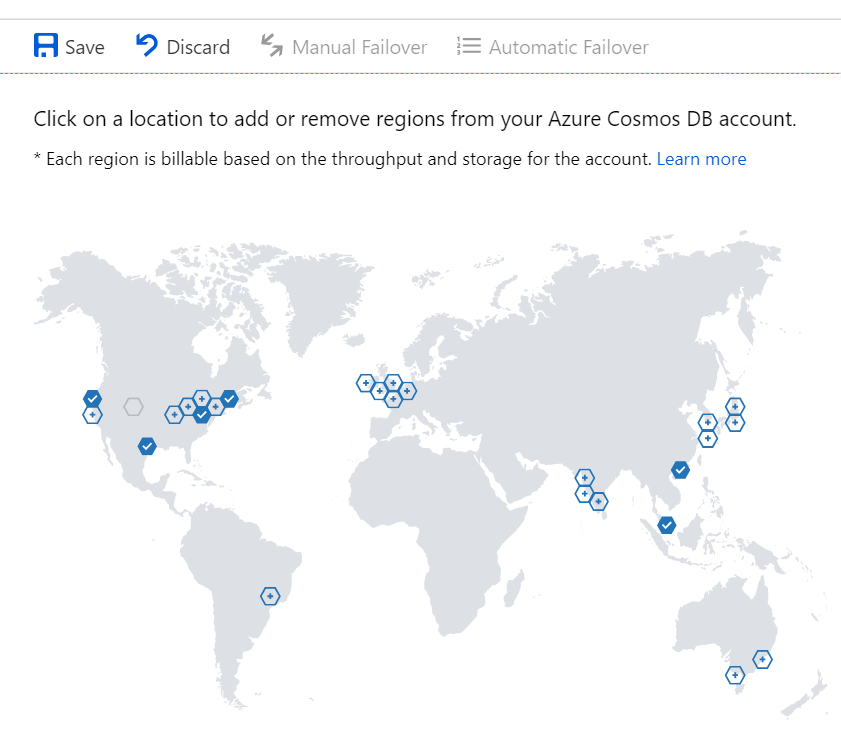 Save Discard Manual Failover Automatic Failover
Click on a location to add or remove regions from your Azure Cosmos DB account.
* Each region is billable based on the throughput and storage for the account. Learn more